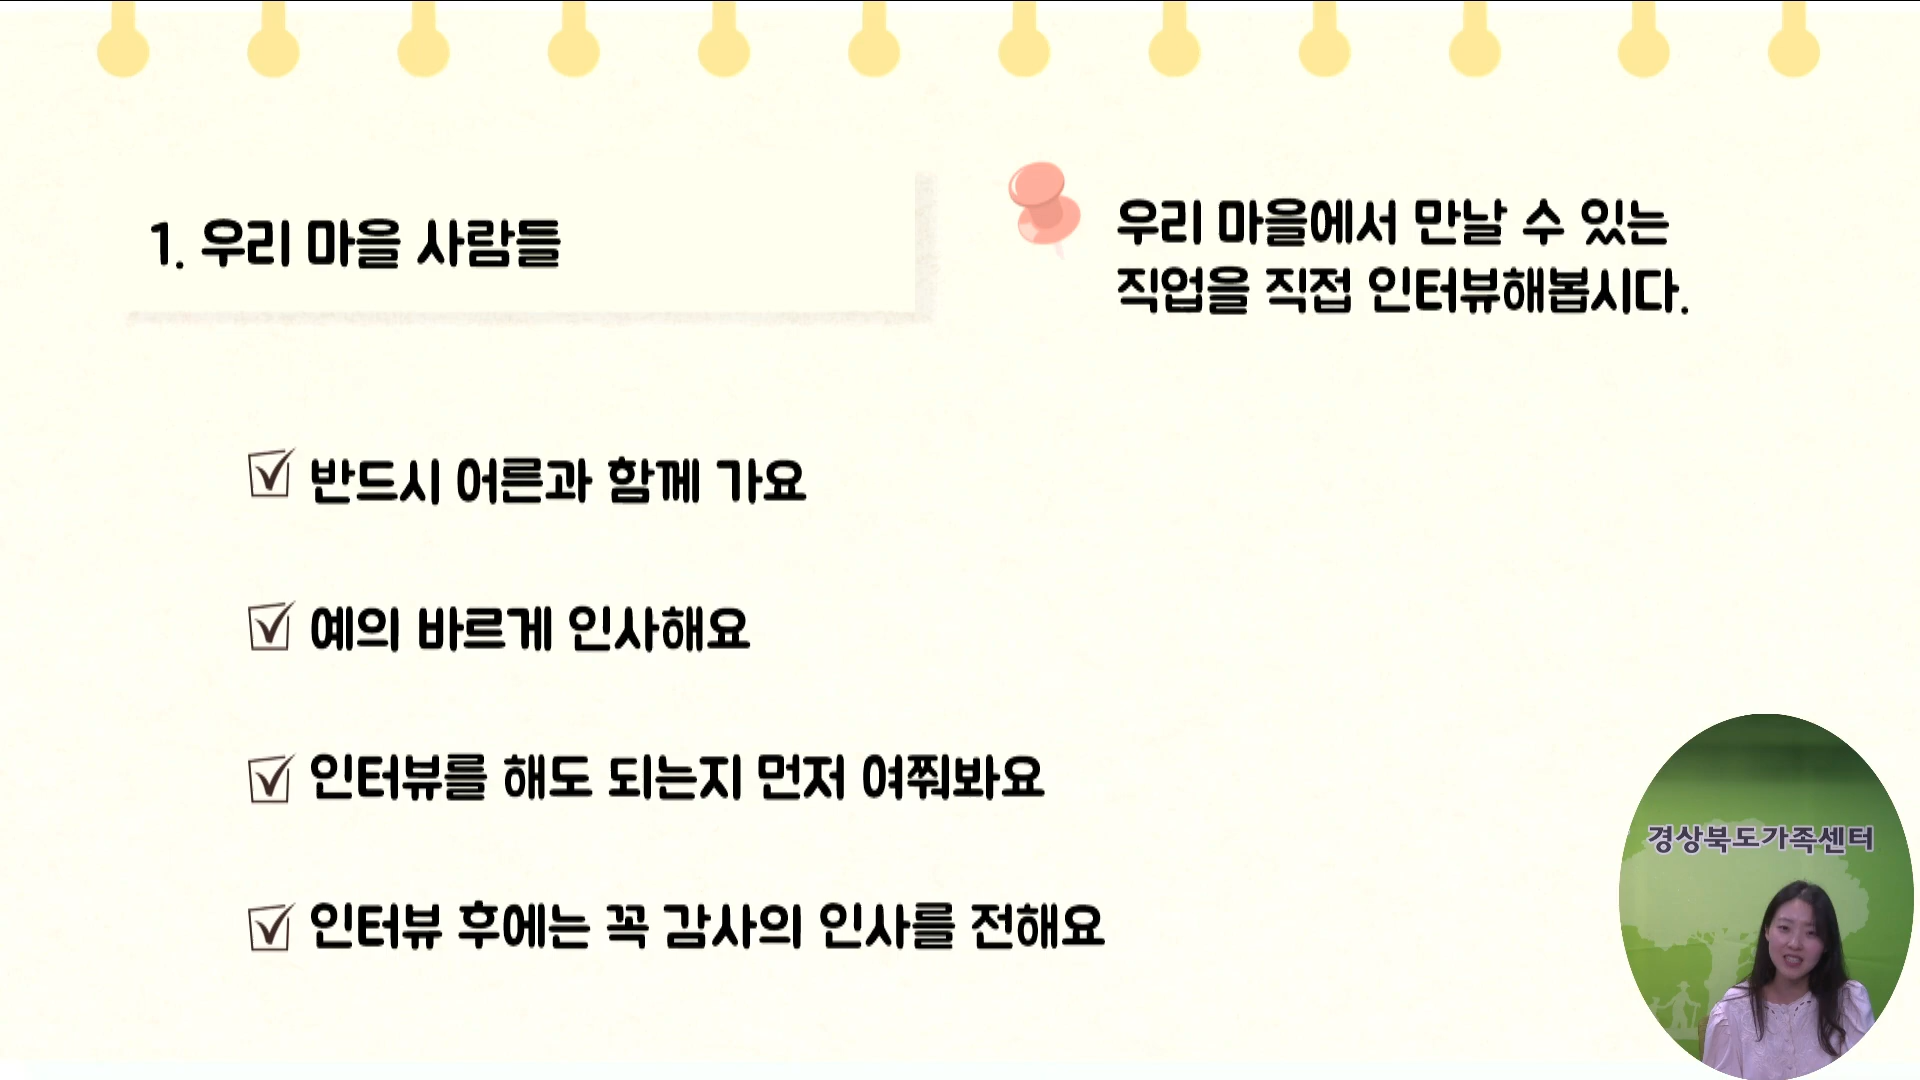 1. 우리 마을 사람들
우리 마을에서 만날 수 있는
직업을 직접 인터뷰해봅시다.
반드시 어른과 함께 가요
예의 바르게 인사해요
인터뷰를 해도 되는지 먼저 여쭤봐요
인터뷰 후에는 꼭 감사의 인사를 전해요
경상북도가족센터